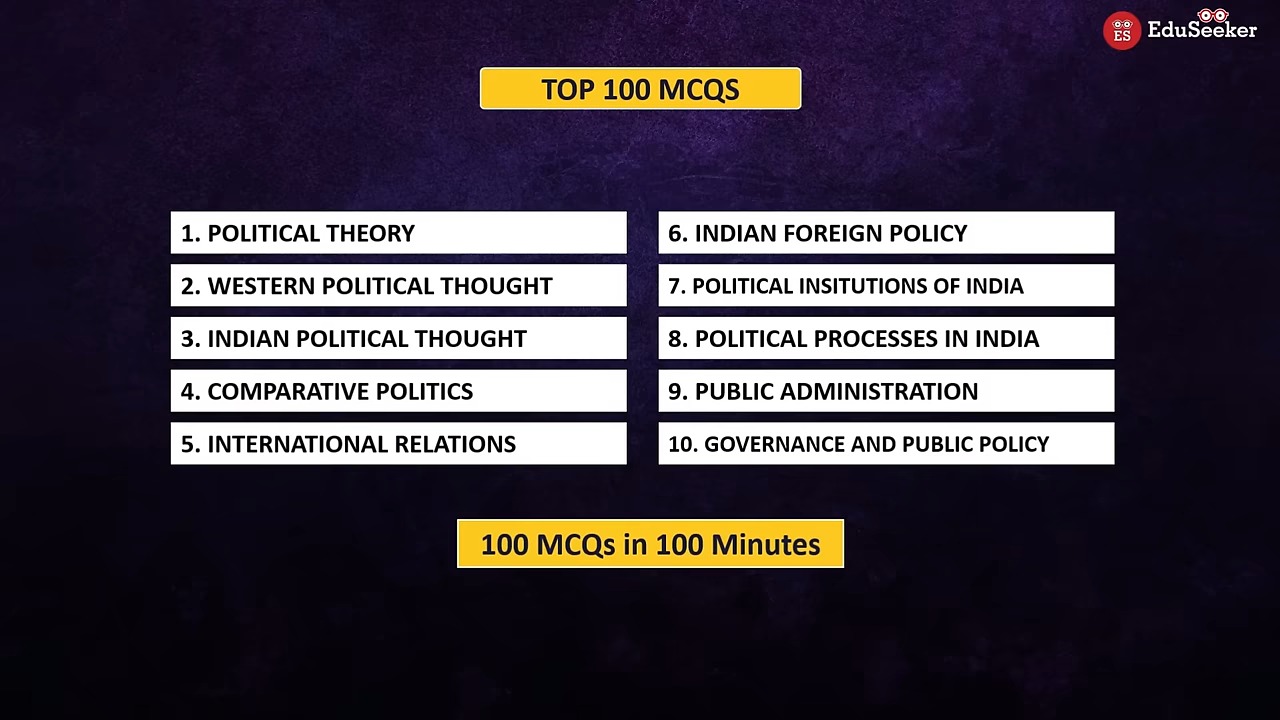 ES EduSeeker
TOP 100 MCQS
1. POLITICAL THEORY
2. WESTERN POLITICAL THOUGHT
3. INDIAN POLITICAL THOUGHT
4. COMPARATIVE POLITICS
5. INTERNATIONAL RELATIONS
6. INDIAN FOREIGN POLICY
7. POLITICAL INSITUTIONS OF INDIA
8. POLITICAL PROCESSES IN INDIA
9. PUBLIC ADMINISTRATION
10. GOVERNANCE AND PUBLIC POLICY
100 MCQs in 100 Minutes